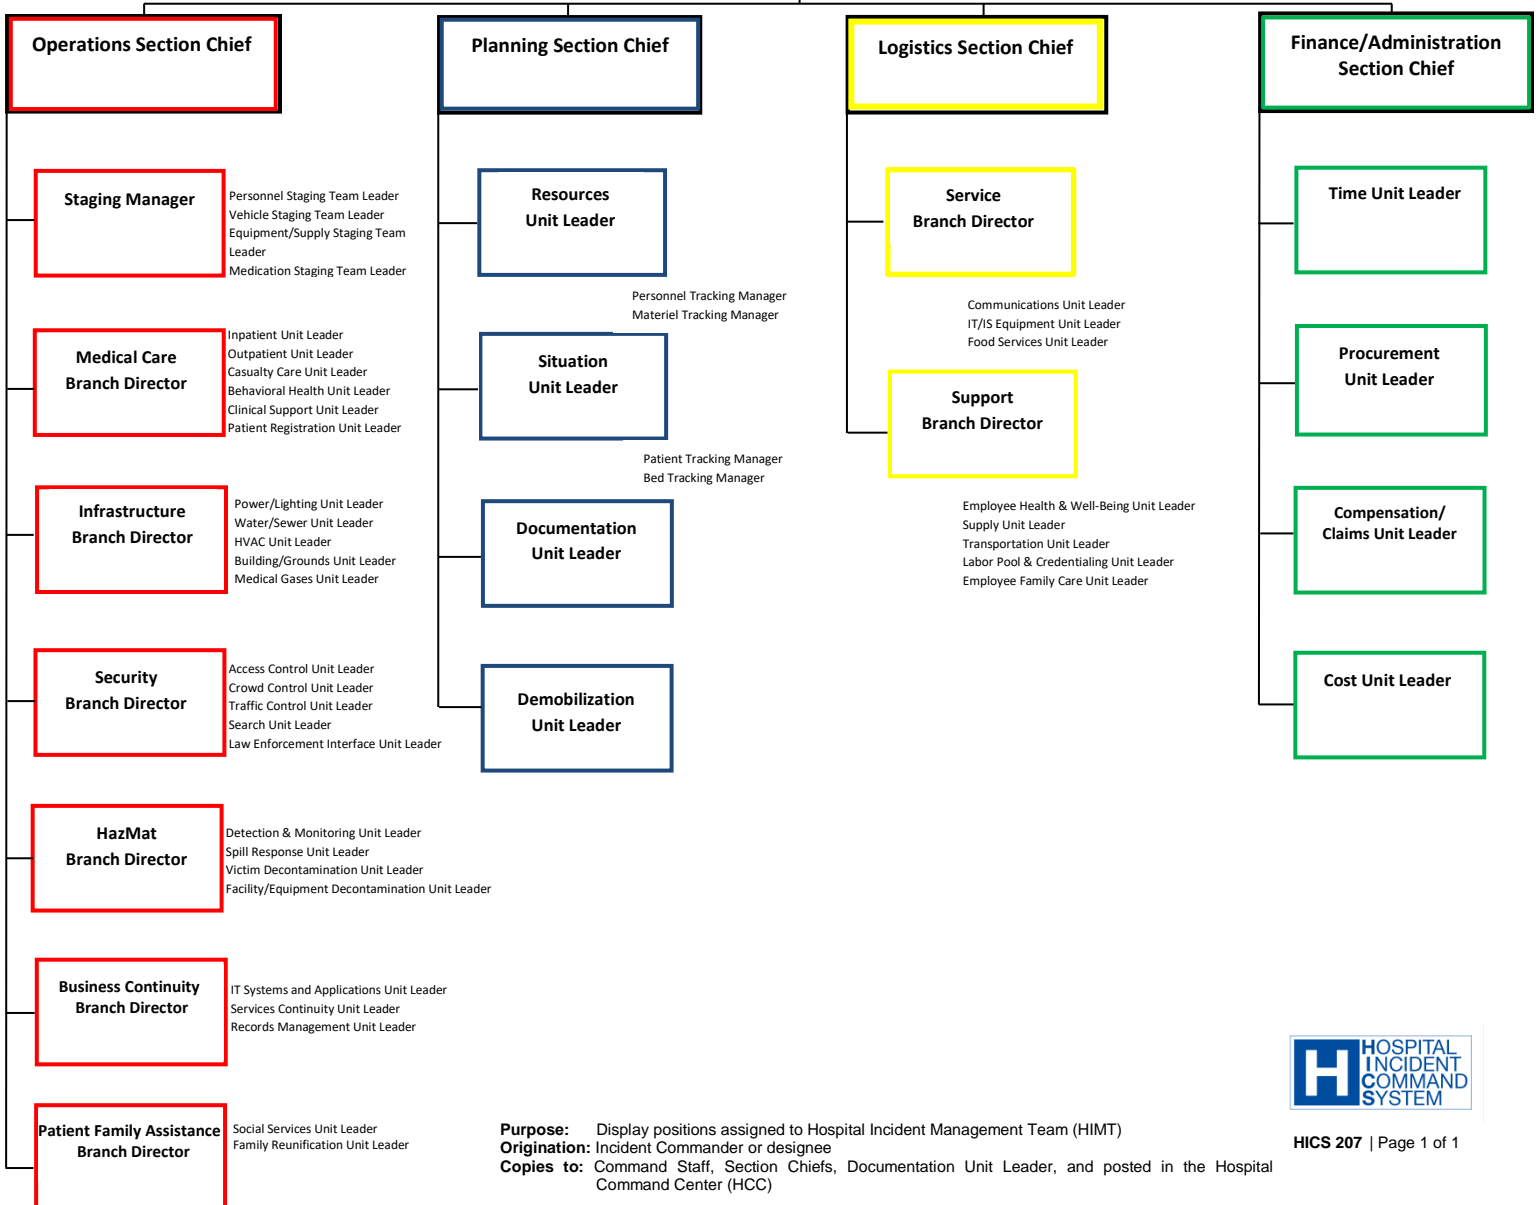 Operations Section Chief
Planning Section Chief
Logistics Section Chief
Finance/Administration
Section Chief
Staging Manager
Personnel Staging Team Leader
Vehicle Staging Team Leader
Equipment/Supply Staging Team
Leader
Medication Staging Team Leader
Medical Care
Branch Director
Inpatient Unit Leader
Outpatient Unit Leader
Casualty Care Unit Leader
Behavioral Health Unit Leader
Clinical Support Unit Leader
Patient Registration Unit Leader
Infrastructure
Branch Director
Power/Lighting Unit Leader
Water/Sewer Unit Leader
HVAC Unit Leader
Building/Grounds Unit Leader
Medical Gases Unit Leader
Security
Branch Director
Access Control Unit Leader
Crowd Control Unit Leader
Traffic Control Unit Leader
Search Unit Leader
Law Enforcement Interface Unit Leader
HazMat
Branch Director
Detection & Monitoring Unit Leader
Spill Response Unit Leader
Victim Decontamination Unit Leader
Facility/Equipment Decontamination Unit Leader
Business Continuity
Branch Director
IT Systems and Applications Unit Leader
Services Continuity Unit Leader
Records Management Unit Leader
Patient Family Assistance
Branch Director
Social Services Unit Leader
Family Reunification Unit Leader
Resources
Unit Leader
Personnel Tracking Manager
Materiel Tracking Manager
Situation
Unit Leader
Patient Tracking Manager
Bed Tracking Manager
Documentation
Unit Leader
Demobilization
Unit Leader
Service
Branch Director
Communications Unit Leader
IT/IS Equipment Unit Leader
Food Services Unit Leader
Support
Branch Director
Employee Health & Well-Being Unit Leader
Supply Unit Leader
Transportation Unit Leader
Labor Pool & Credentialing Unit Leader
Employee Family Care Unit Leader
Time Unit Leader
Procurement
Unit Leader
Compensation/
Claims Unit Leader
Cost Unit Leader
Purpose: Display positions assigned to Hospital Incident Management Team (HIMT)
Origination: Incident Commander or designee
Copies to: Command Staff, Section Chiefs, Documentation Unit Leader, and posted in the Hospital
Command Center (HCC)
H
HOSPITAL
INCIDENT
COMMAND
SYSTEM
HICS 207 | Page 1 of 1